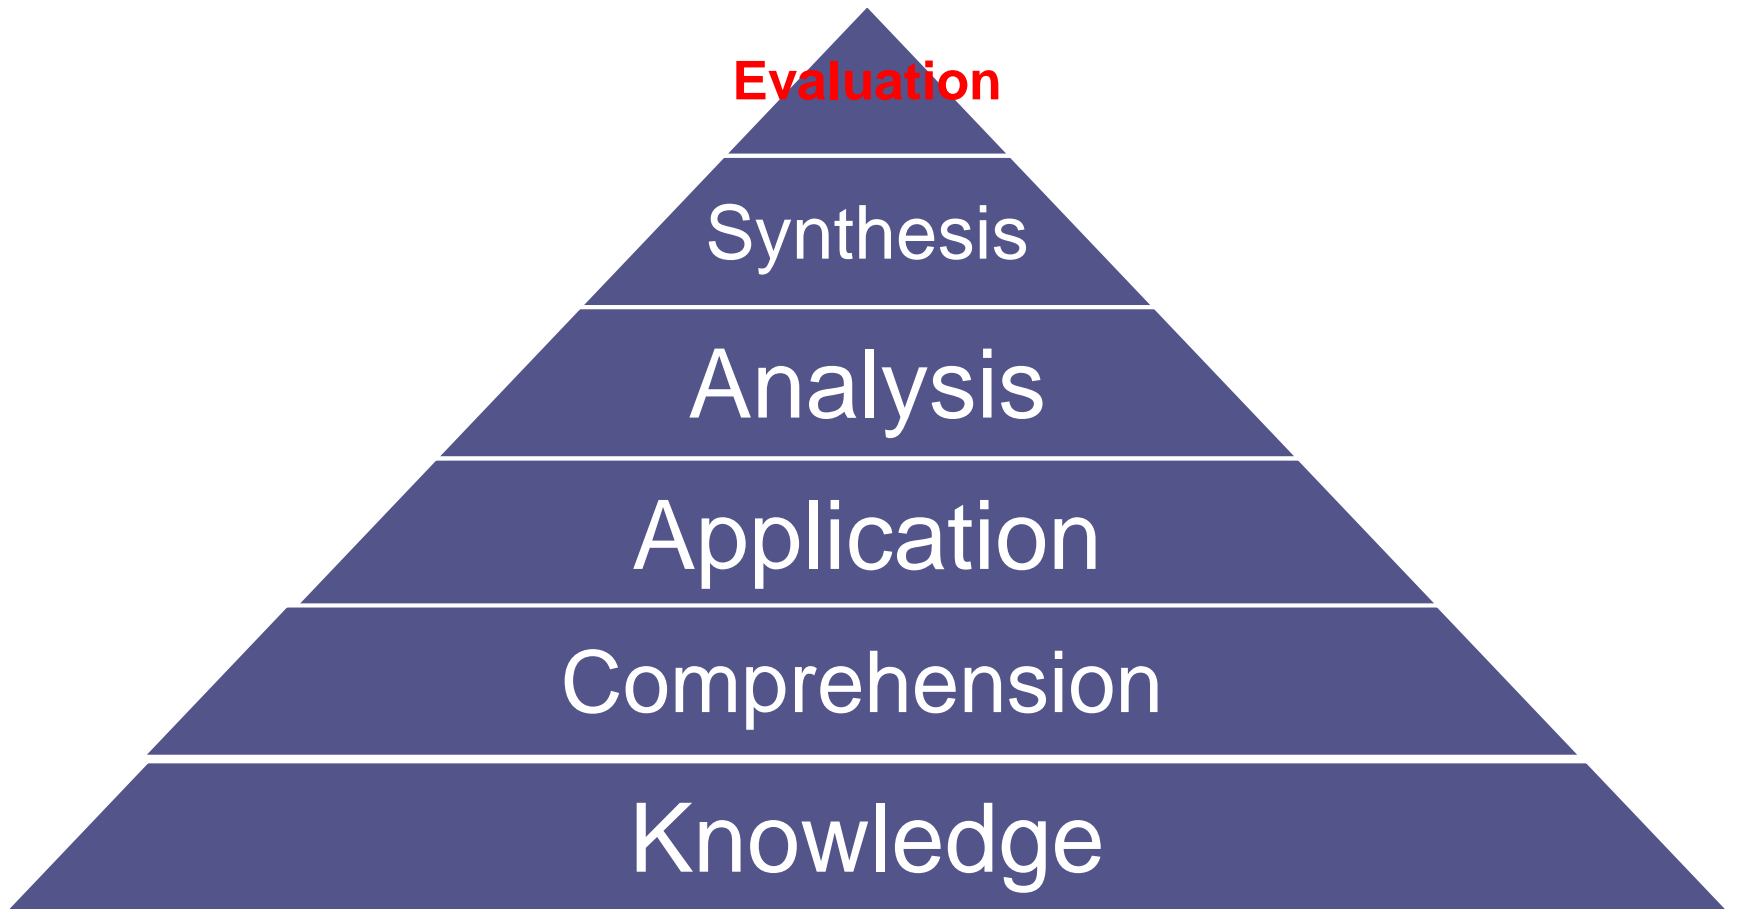 Evaluation
Synthesis
Analysis
Application
Comprehension
Knowledge